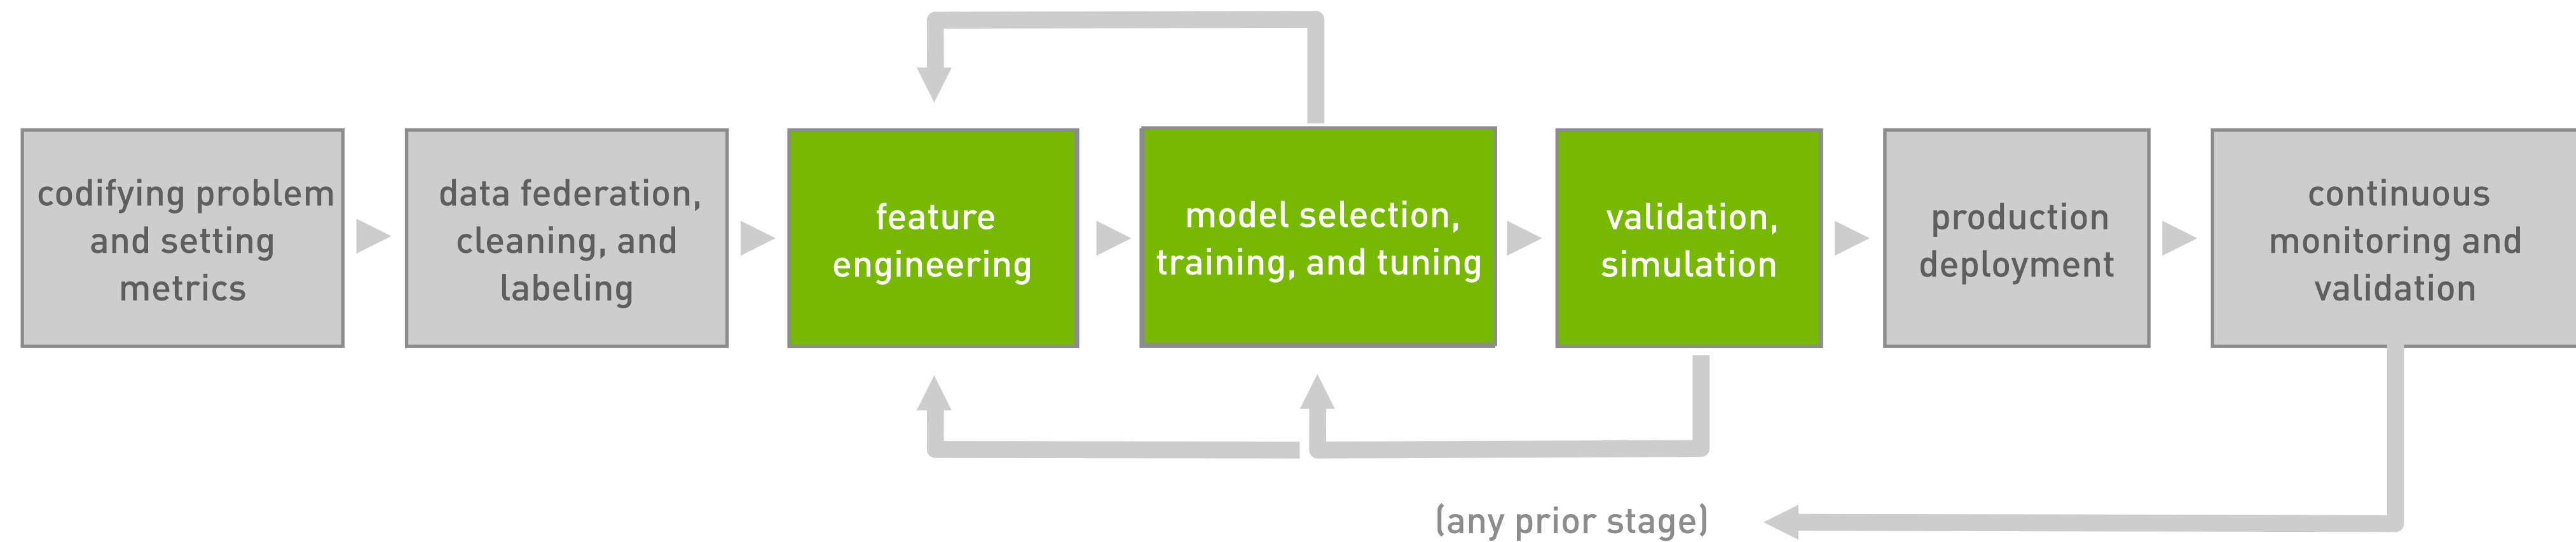 codifying problem
and setting
metrics
data federation,
cleaning, and
labeling
feature
engineering
model selection,
training, and tuning
validation,
simulation
production
deployment
continuous
monitoring and
validation
(any prior stage)